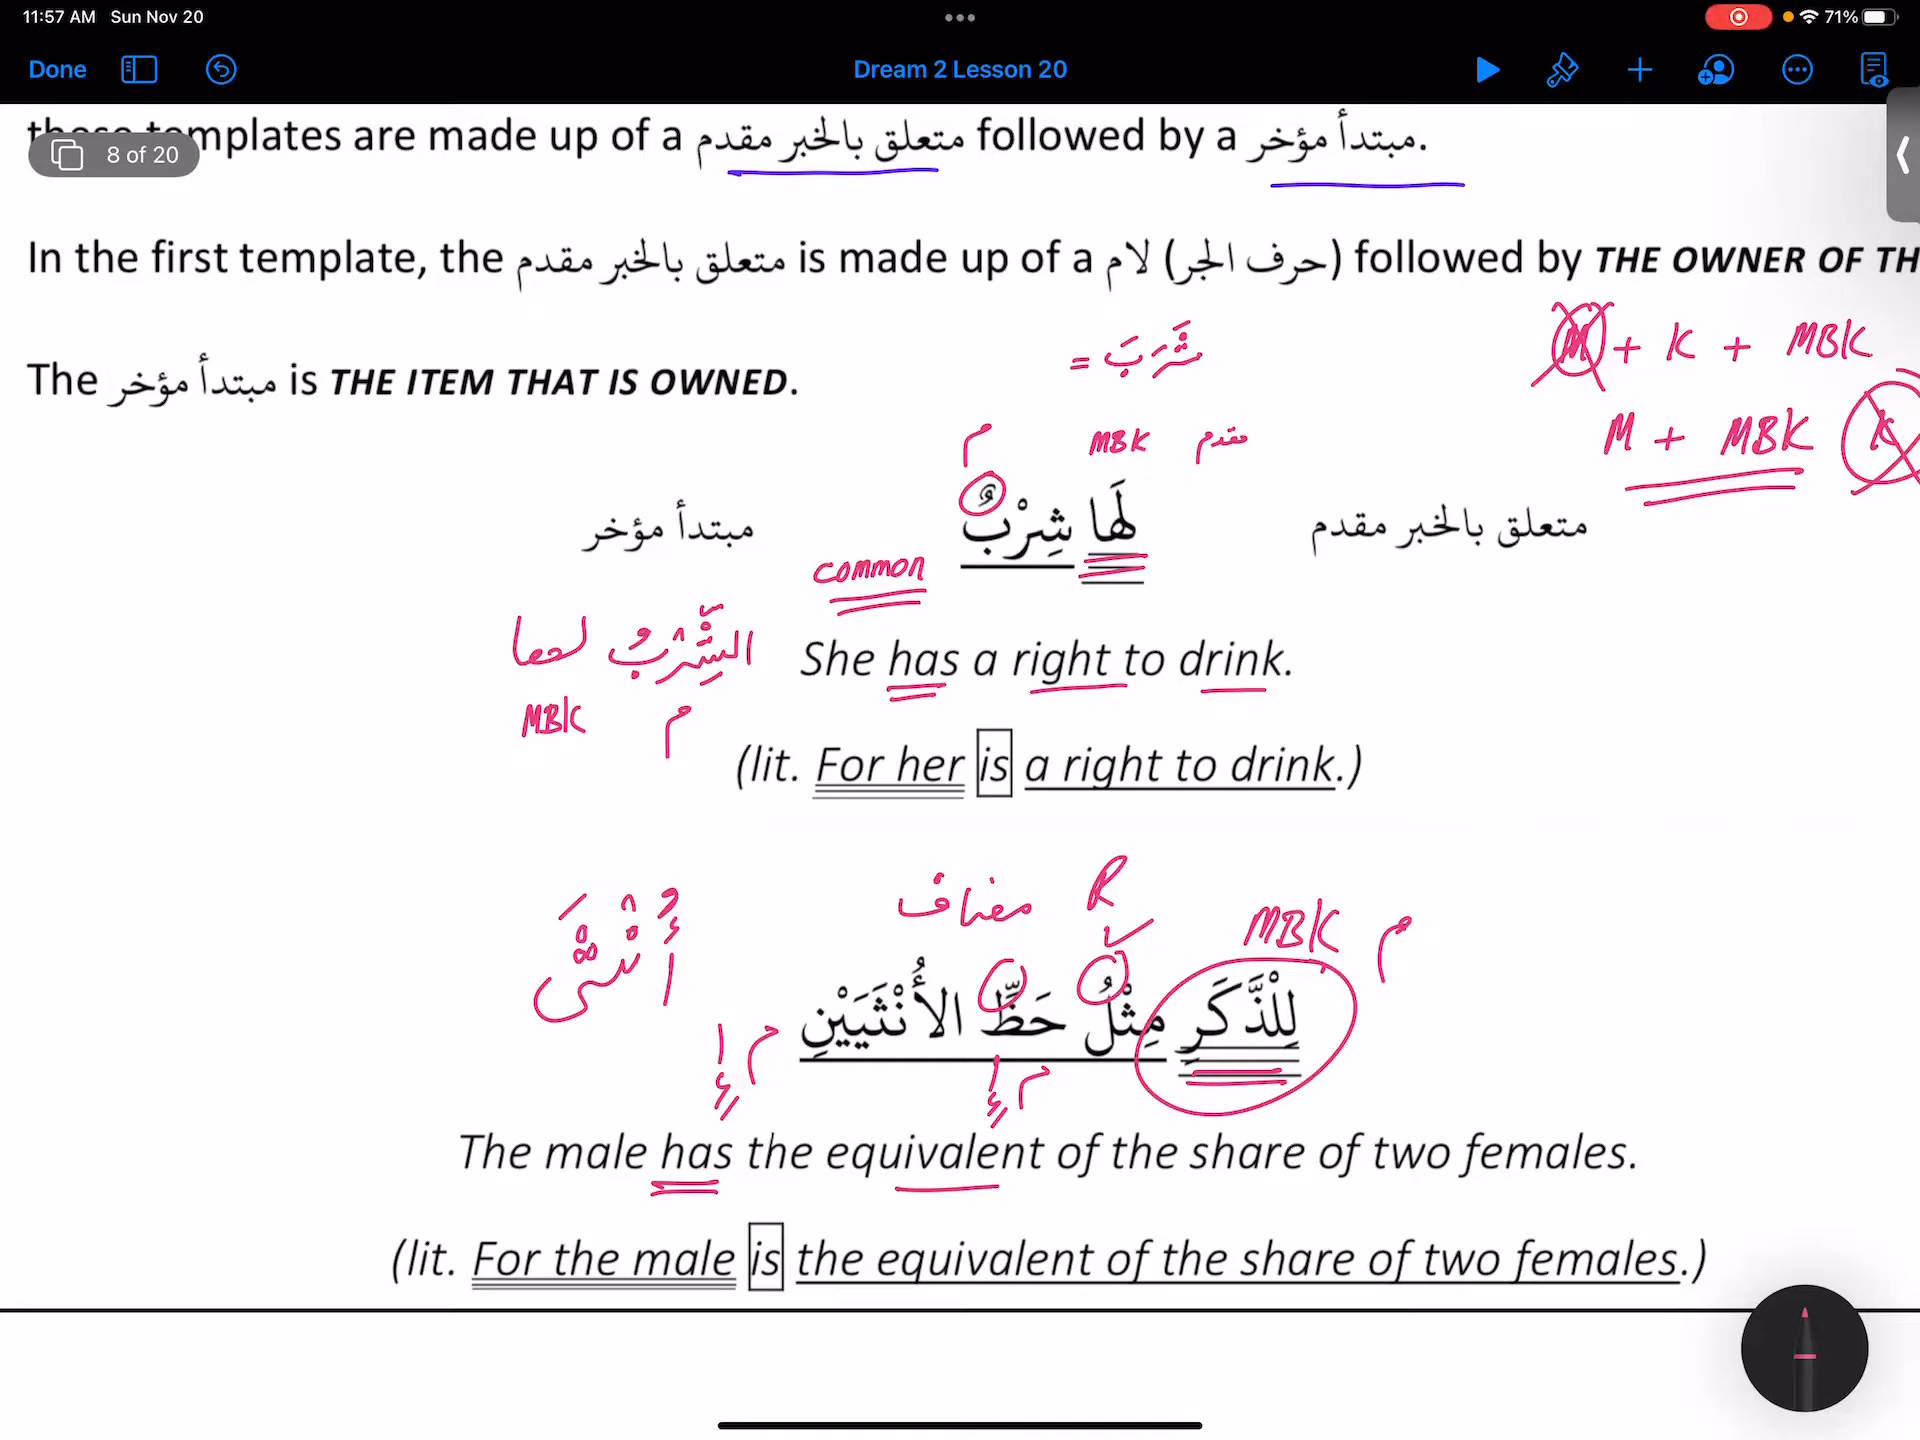 11:57 AM Sun Nov 20
71%
Done
Dream 2 Lesson 20
templates are made up of a متعلق بالخبر مقدم followed by a مبتدأ مؤخر.
8 of 20
In the first template, the متعلق بالخبر مقدم is made up of a لام (حرف الجر) followed by THE OWNER OF TH
M + K + MBK
= شَرَبَ
The مبتدأ مؤخر is THE ITEM THAT IS OWNED.
M + MBK K
م MBK مقدم
متعلق بالخبر مقدم لَهَا شِرْبٌ مبتدأ مؤخر
common
الشِّرْبُ لها
She has a right to drink.
م MBK
(lit. For her is a right to drink.)
م MBK R مضاف
أُنْثَى
لِلْذَّكَرِ مِثْلُ حَظِّ الأُنْثَيَيْنِ
م إ م إ
The male has the equivalent of the share of two females.
(lit. For the male is the equivalent of the share of two females.)